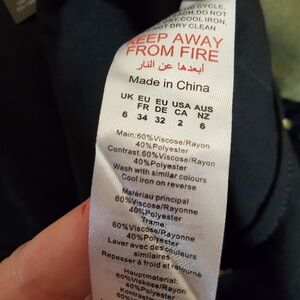 CYCLE,
DO NOT
COOL IRON,
NOT DRY CLEAN
KEEP AWAY
FROM FIRE
أبعدها عن النار
Made in China
UK EU EU USA AUS
FR DE CA NZ
6 34 32 2 6
Main:60%Viscose/Rayon
40%Polyester
Contrast:60%Viscose/Rayon
40%Polyester
Wash with similar colours
Cool iron on reverse
Matériau principal:
60%Viscose/Rayonne
40%Polyester
Trame:
60%Viscose/Rayonne
40%Polyester
Laver avec des couleurs
similaires
Repasser à froid et retourné
Hauptmaterial:
60%Viskose/Rayon
40%Polyester